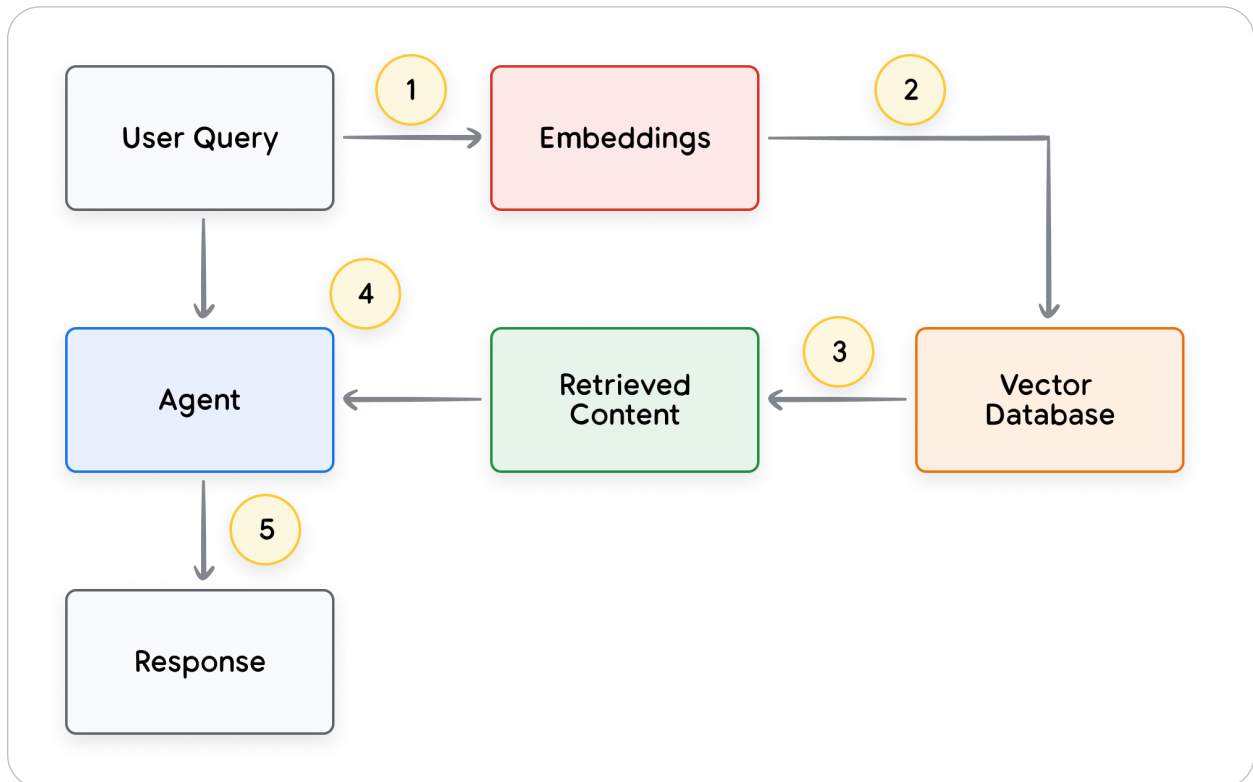 User Query
1
Embeddings
2
4
Agent
Retrieved
Content
3
Vector
Database
5
Response